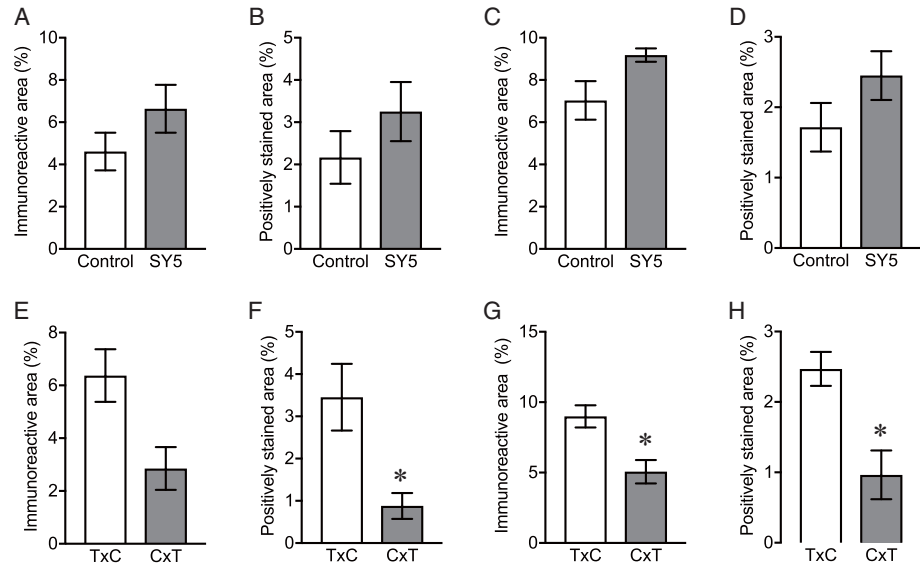 A
Immunoreactive area (%)
10
8
6
4
2
0
Control SY5
B
Positively stained area (%)
5
4
3
2
1
0
Control SY5
C
Immunoreactive area (%)
10
8
6
4
2
0
Control SY5
D
Positively stained area (%)
3
2
1
0
Control SY5
E
Immunoreactive area (%)
8
6
4
2
0
TxC CxT
F
Positively stained area (%)
5
4
3
2
1
0
*
TxC CxT
G
Immunoreactive area (%)
15
10
5
0
*
TxC CxT
H
Positively stained area (%)
3
2
1
0
*
TxC CxT